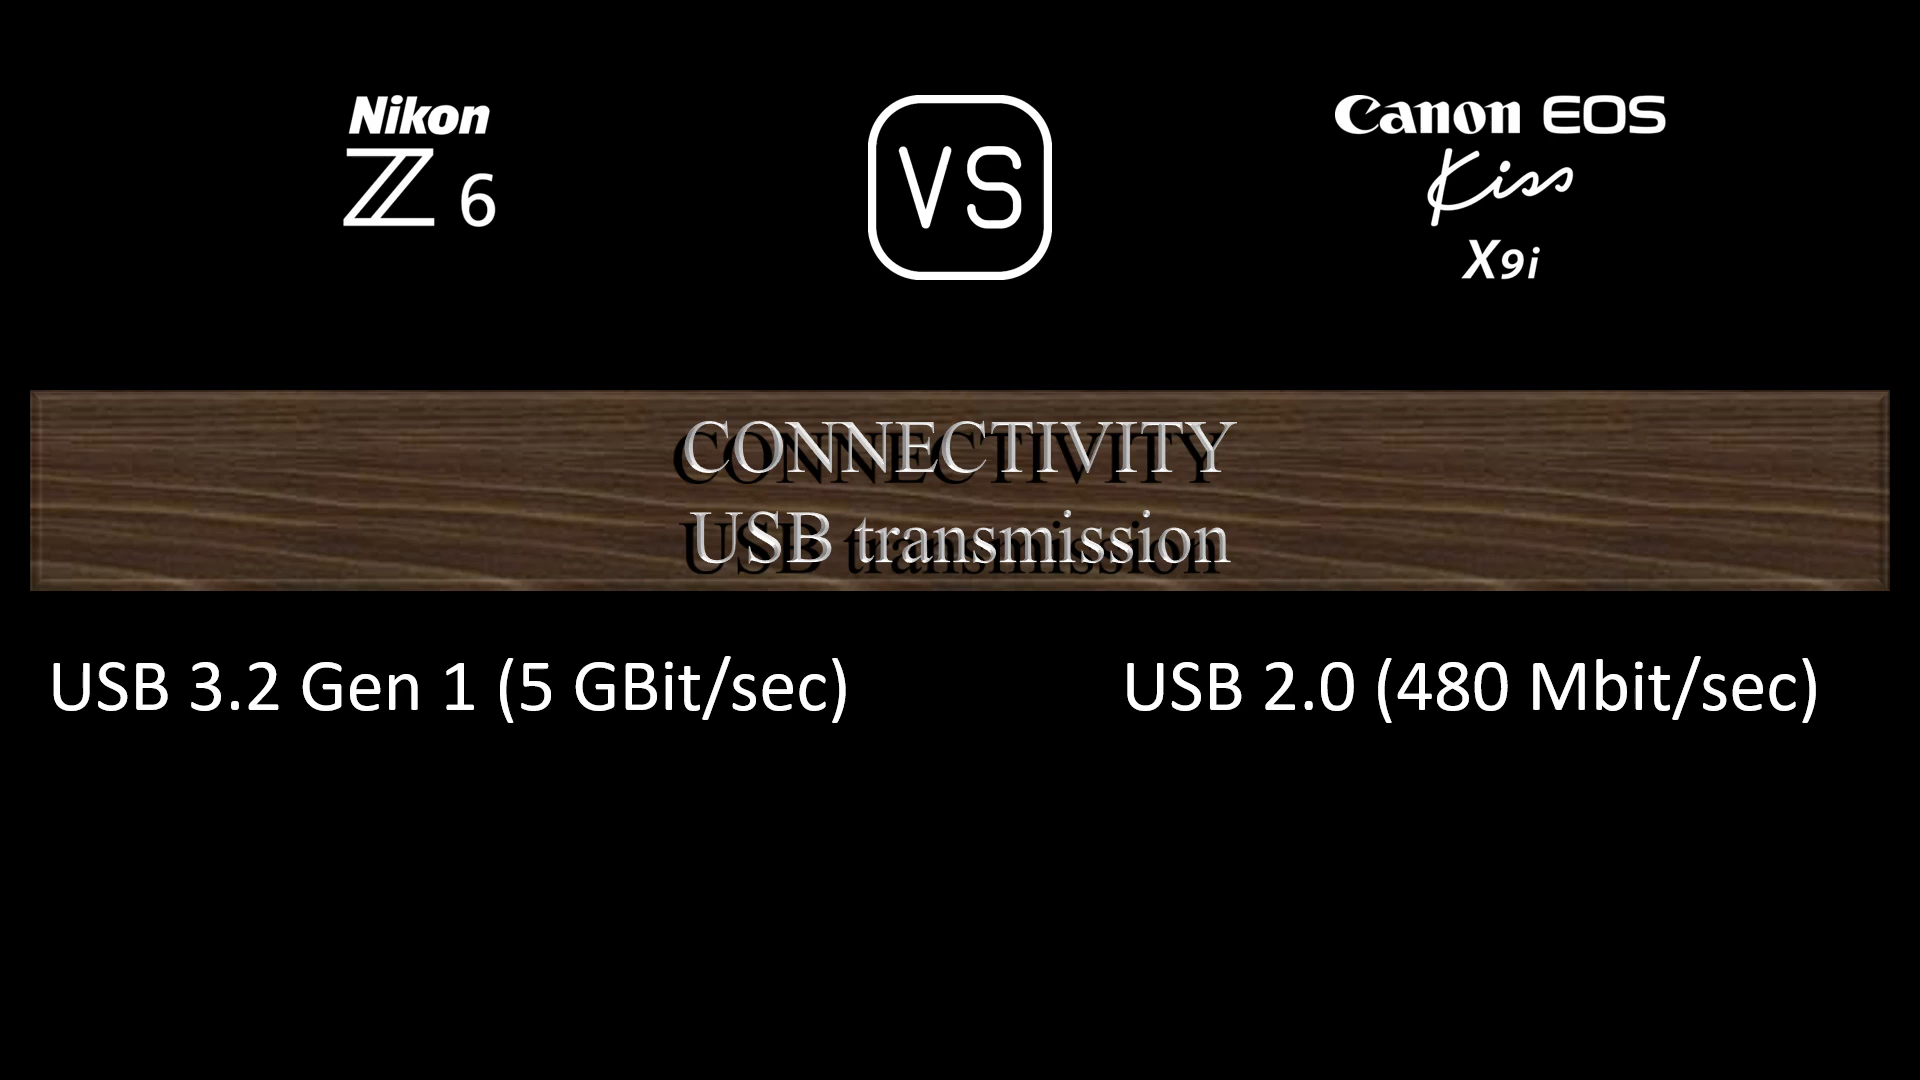 Nikon
Z 6
VS
Canon EOS
Kiss
X9i
CONNECTIVITY
USB transmission
USB 3.2 Gen 1 (5 GBit/sec)
USB 2.0 (480 Mbit/sec)